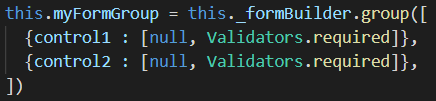 this.myFormGroup = this._formBuilder.group([
{control1 : [null, Validators.required]},
{control2 : [null, Validators.required]},
])